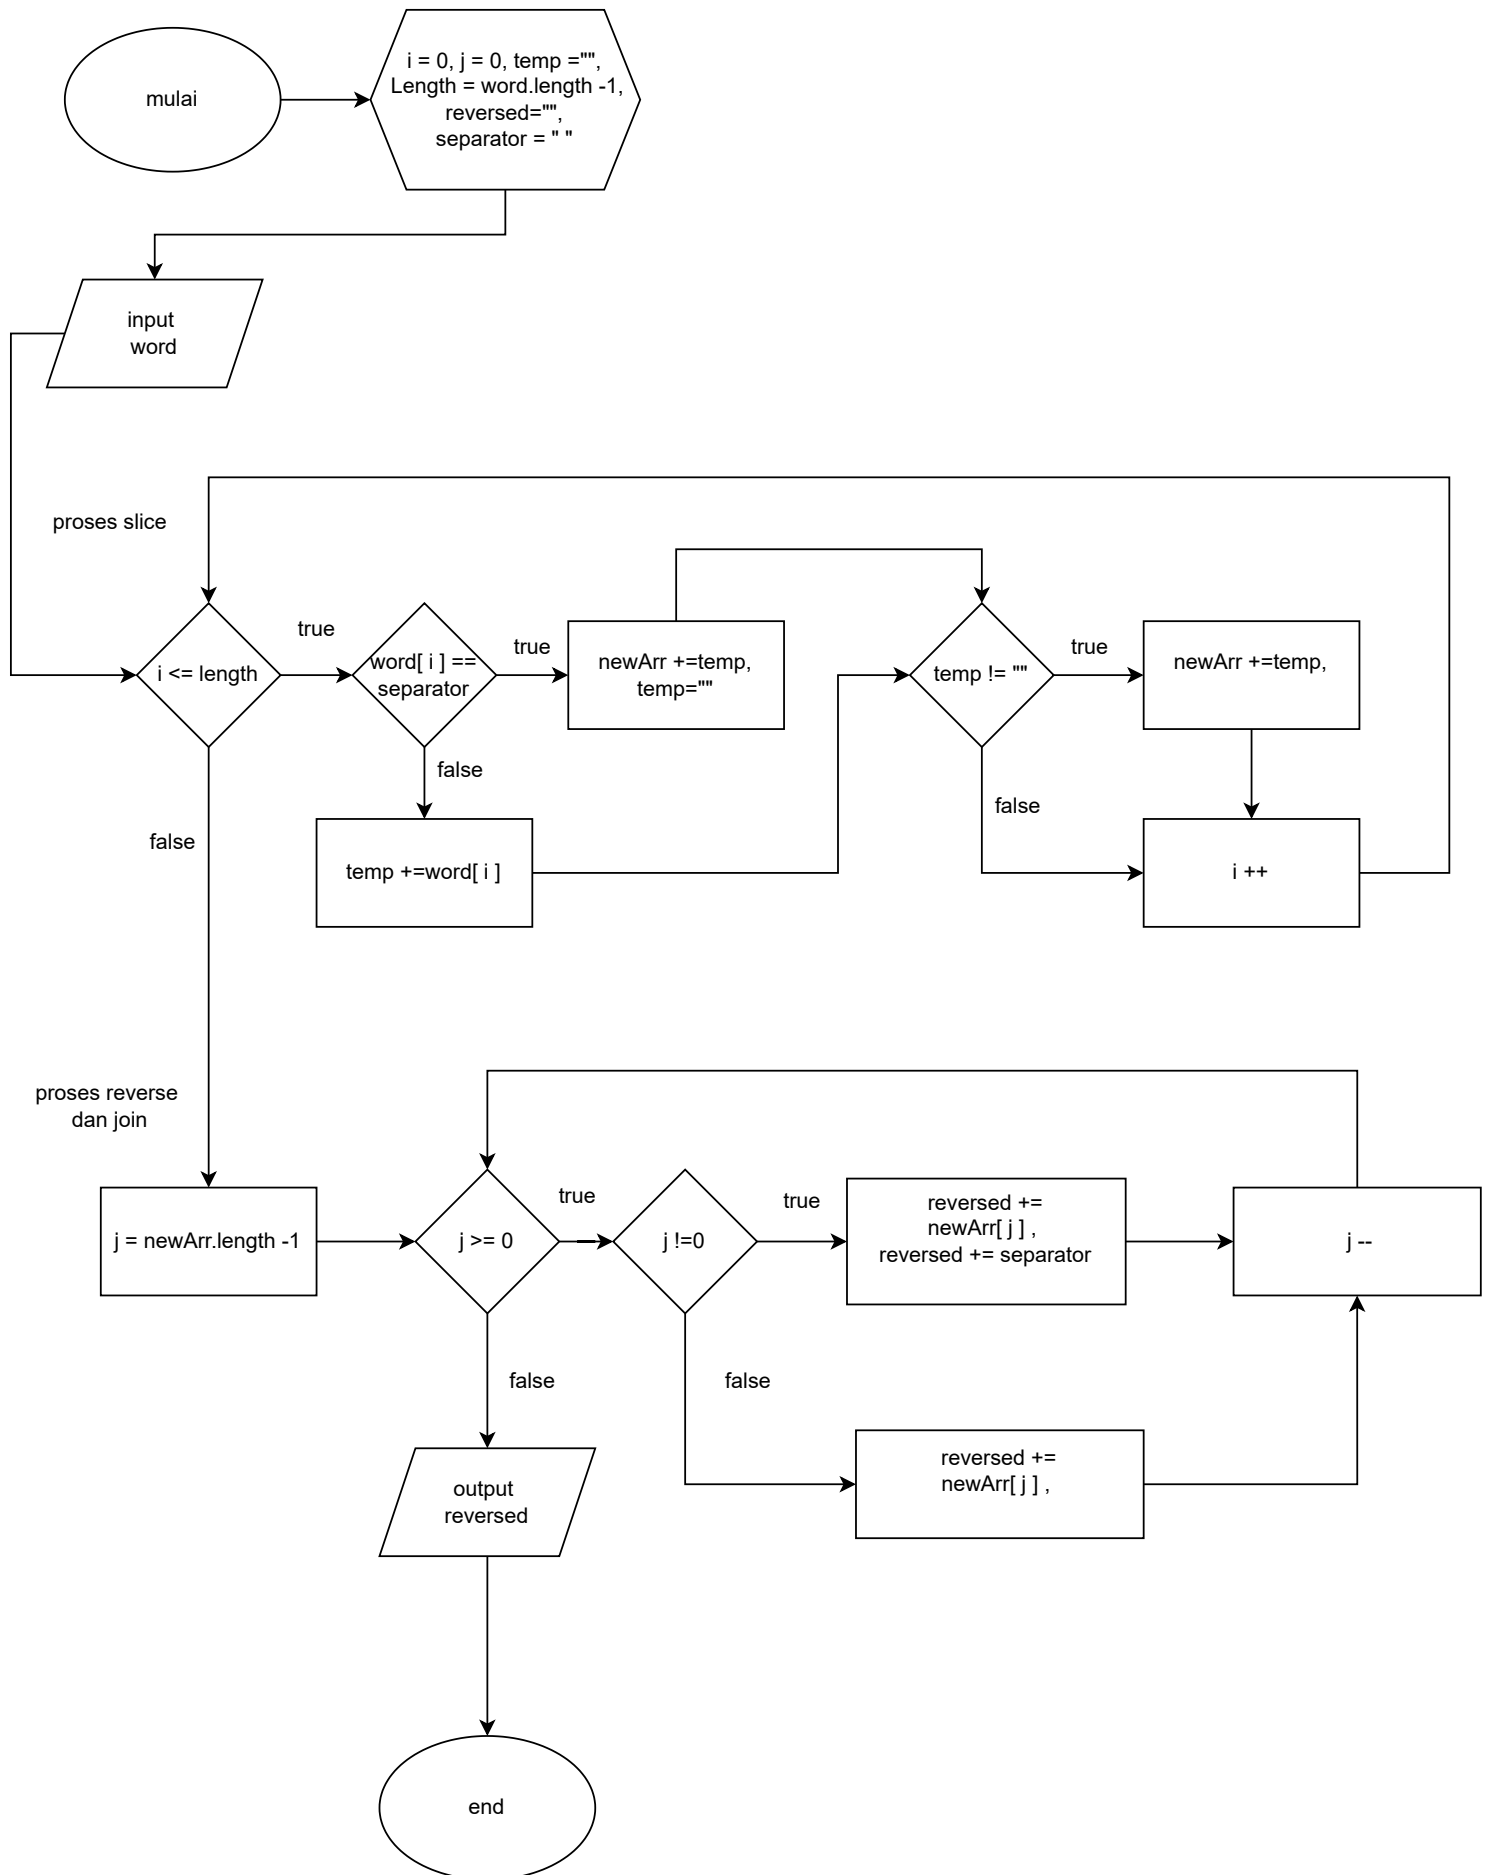 mulai
i = 0, j = 0, temp ="",
Length = word.length -1,
reversed="",
separator = " "
input
word
proses slice
i <= length
true
word[ i ] ==
separator
true
newArr +=temp,
temp=""
temp != ""
true
newArr +=temp,
false
temp +=word[ i ]
false
i ++
false
proses reverse
dan join
j = newArr.length -1
j >= 0
true
j !=0
true
reversed +=
newArr[ j ] ,
reversed += separator
j --
false
false
reversed +=
newArr[ j ] ,
output
reversed
end